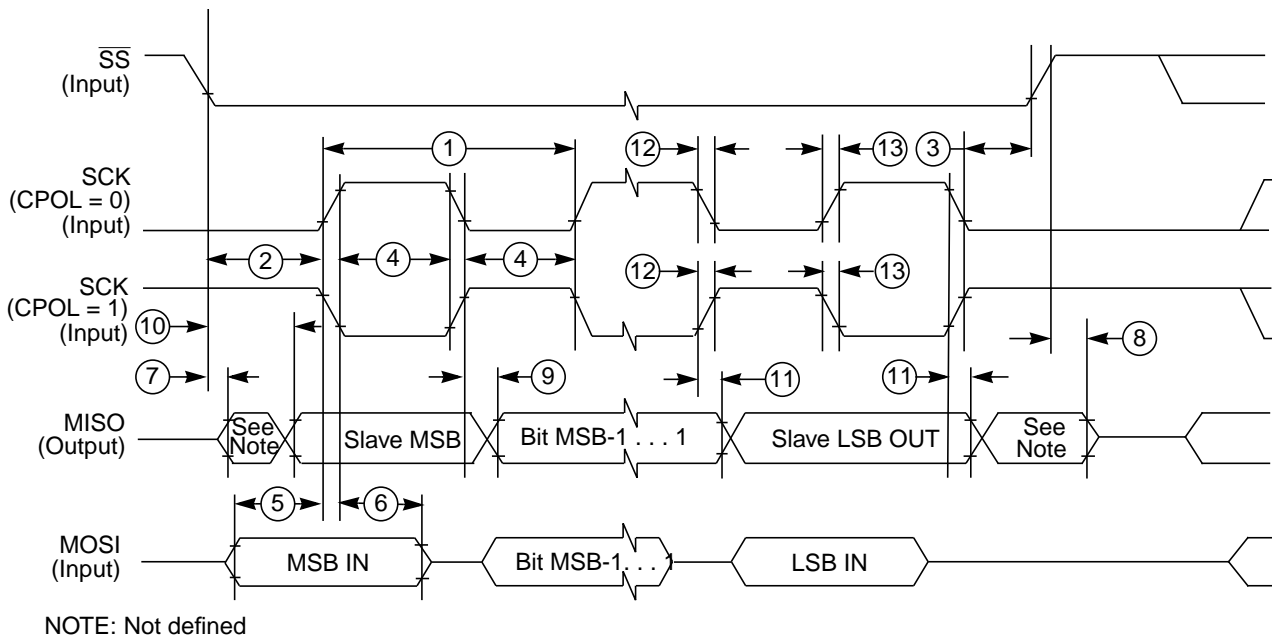 SS
(Input)
1
12
13
3
SCK
(CPOL = 0)
(Input)
2
4
4
12
13
SCK
(CPOL = 1)
(Input)
10
8
7
9
11
11
MISO
(Output)
See
Note
Slave MSB
Bit MSB-1 . . . 1
Slave LSB OUT
See
Note
5
6
MOSI
(Input)
MSB IN
Bit MSB-1. . . 1
LSB IN
NOTE: Not defined